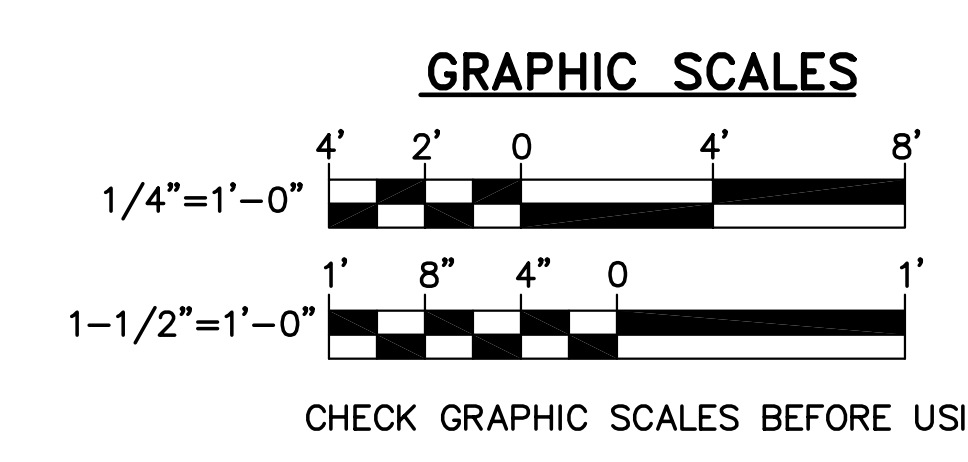 GRAPHIC SCALES
4’ 2’ 0 4’ 8’
1/4”=1’-0”
1’ 8” 4” 0 1’
1-1/2”=1’-0”
CHECK GRAPHIC SCALES BEFORE